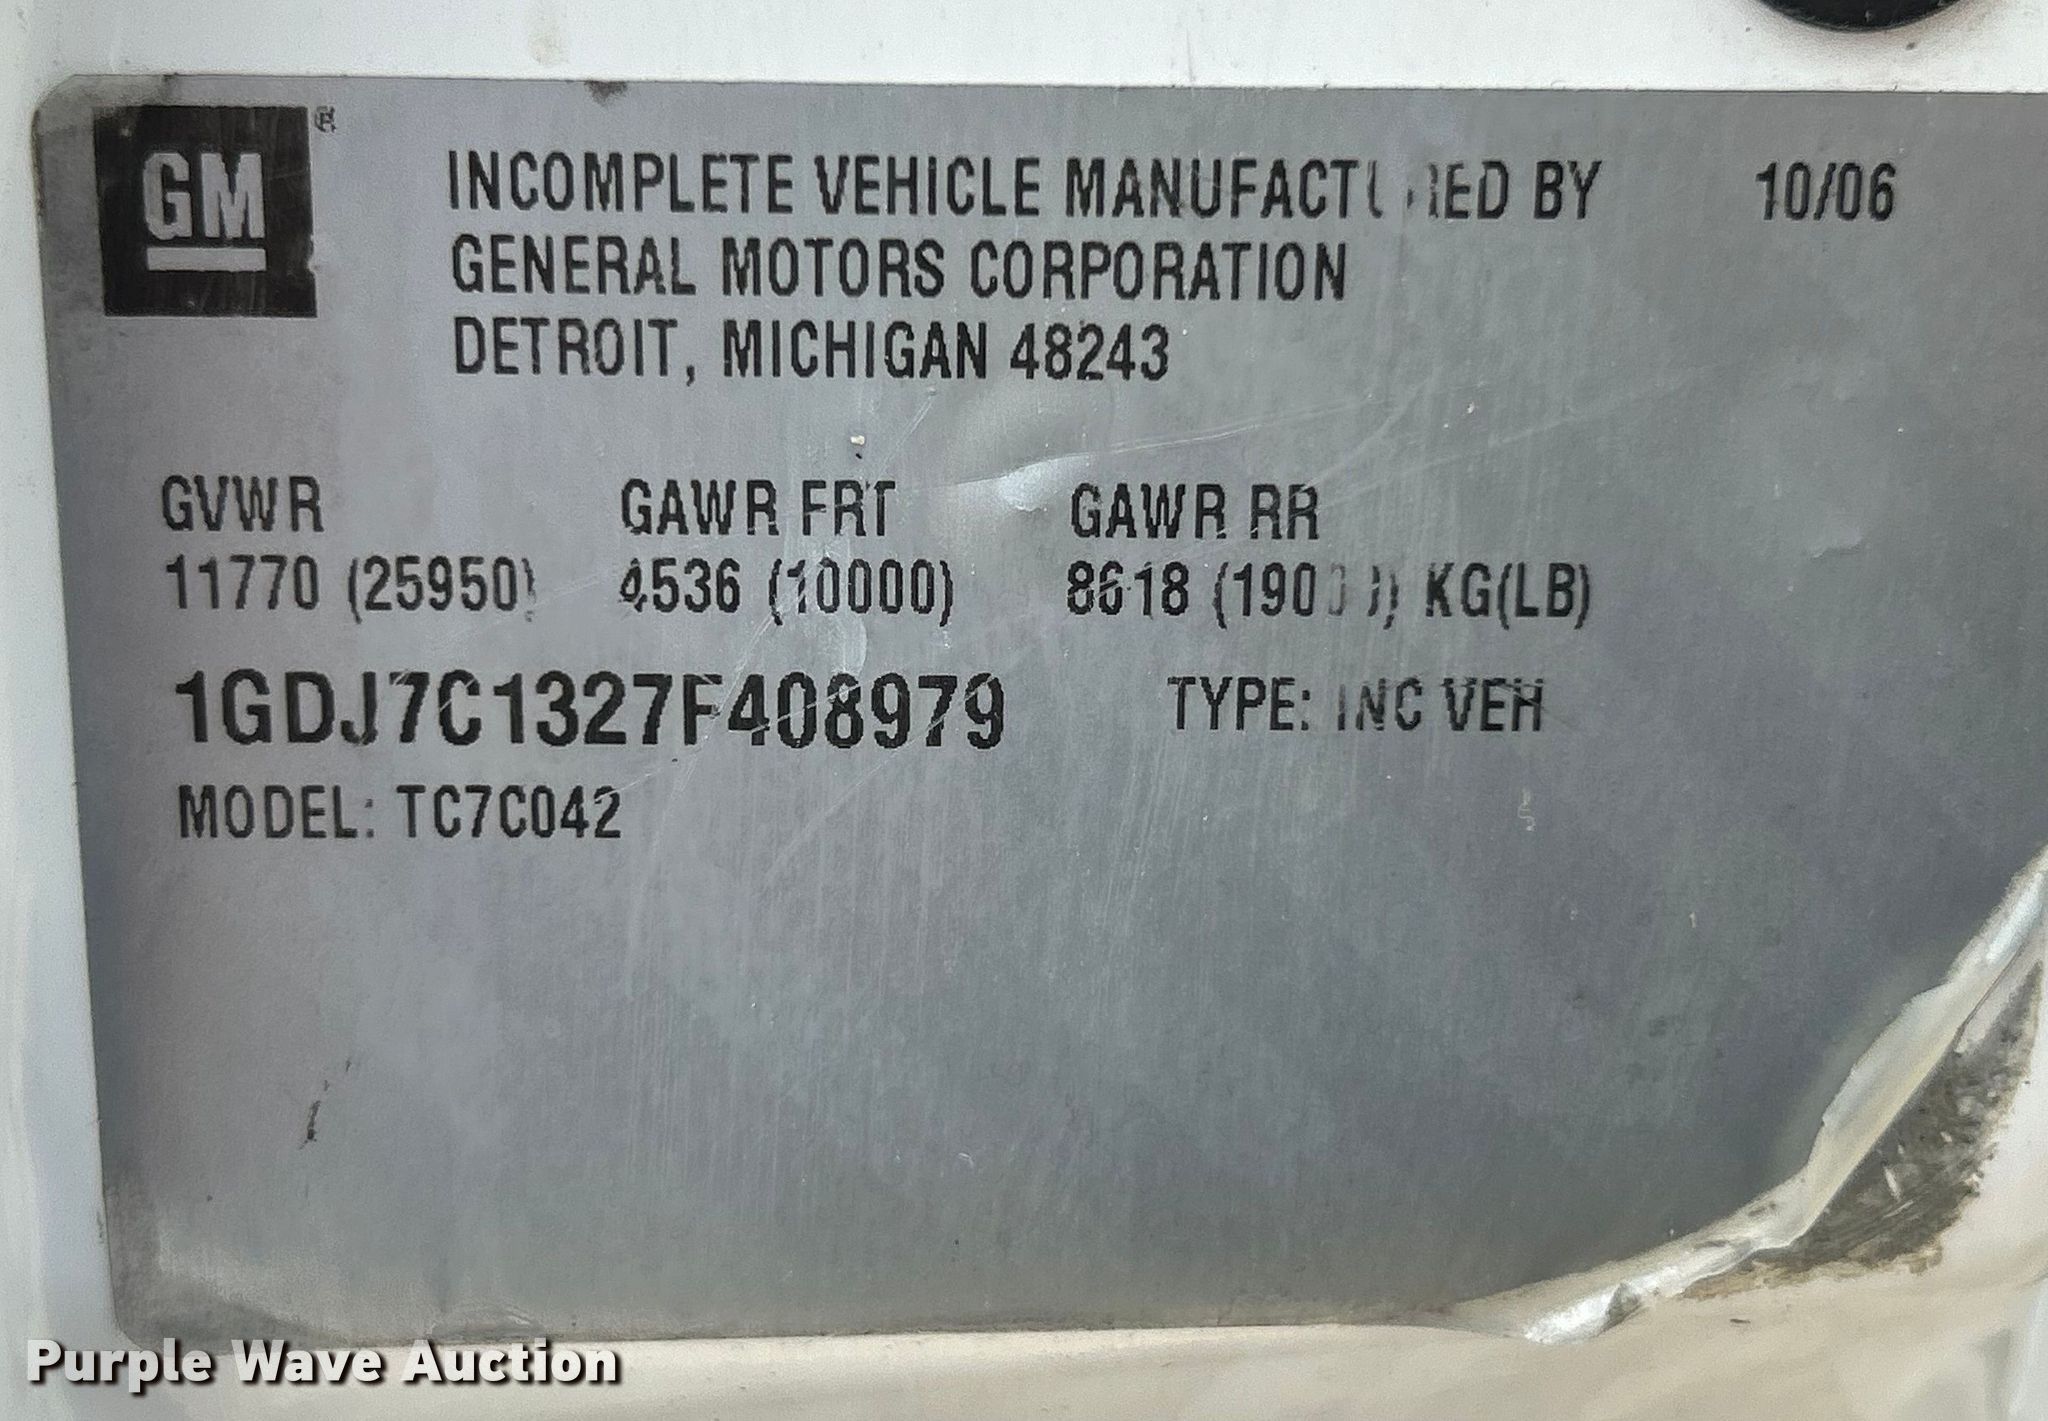 GM ®
INCOMPLETE VEHICLE MANUFACTURED BY 10/06
GENERAL MOTORS CORPORATION
DETROIT, MICHIGAN 48243
GVWR GAWR FRT GAWR RR
11770 (25950) 4536 (10000) 8618 (19000) KG(LB)
1GDJ7C1327F408979 TYPE: INC VEH
MODEL: TC7C042
Purple Wave Auction